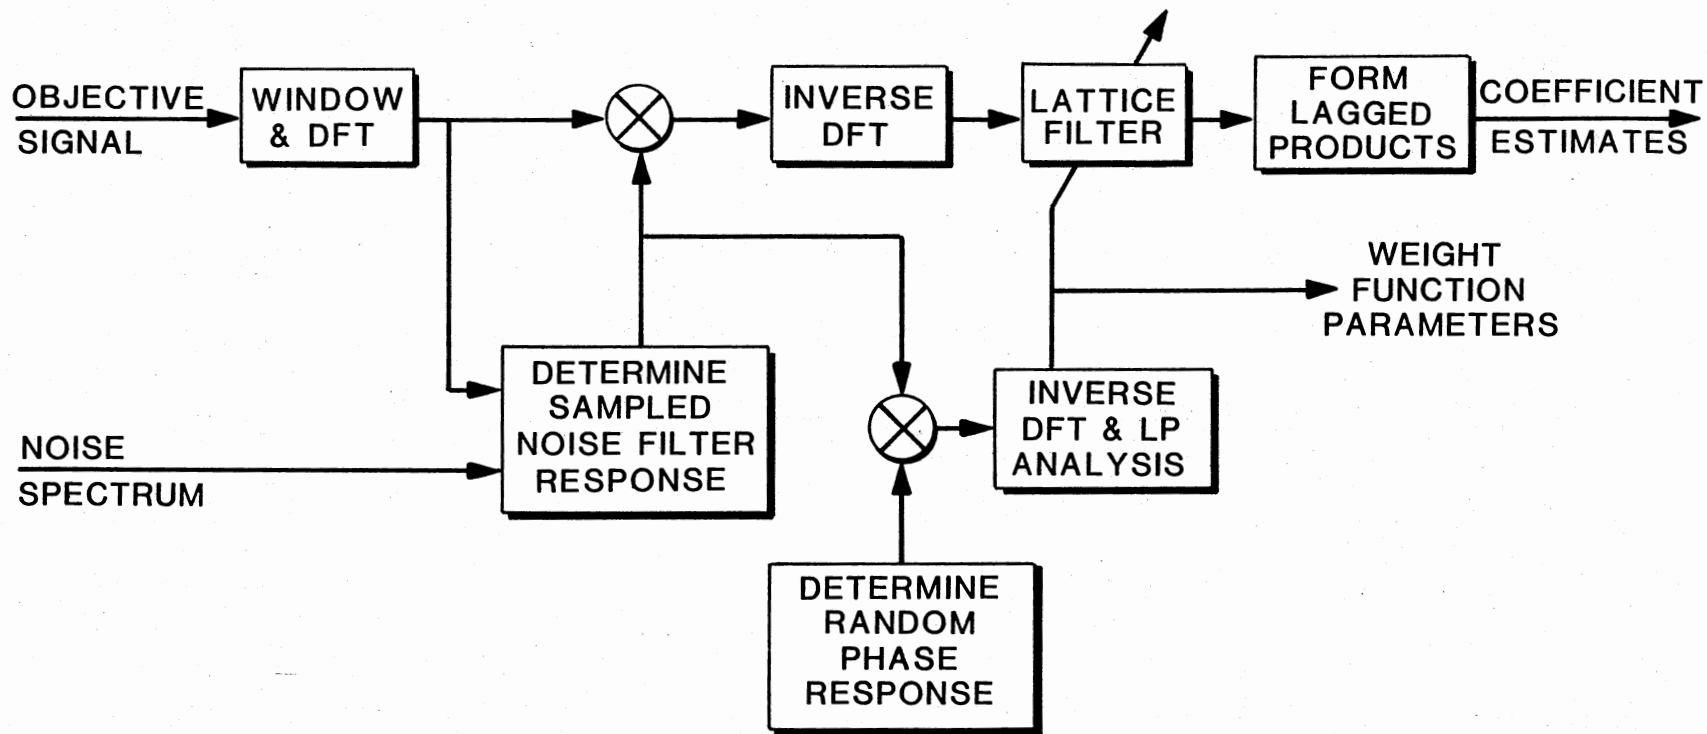 OBJECTIVE
SIGNAL
WINDOW
& DFT
INVERSE
DFT
LATTICE
FILTER
FORM
LAGGED
PRODUCTS
COEFFICIENT
ESTIMATES
WEIGHT
FUNCTION
PARAMETERS
NOISE
SPECTRUM
DETERMINE
SAMPLED
NOISE FILTER
RESPONSE
INVERSE
DFT & LP
ANALYSIS
DETERMINE
RANDOM
PHASE
RESPONSE